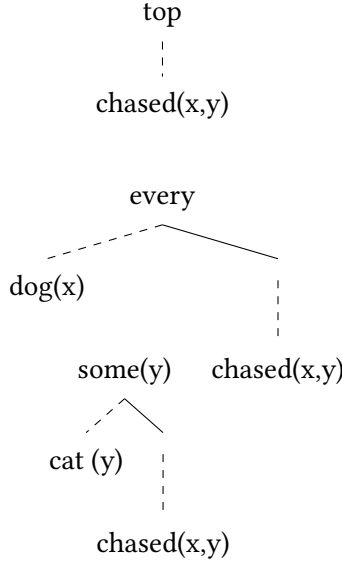 top
chased(x,y)
every
dog(x)
some(y) chased(x,y)
cat (y)
chased(x,y)